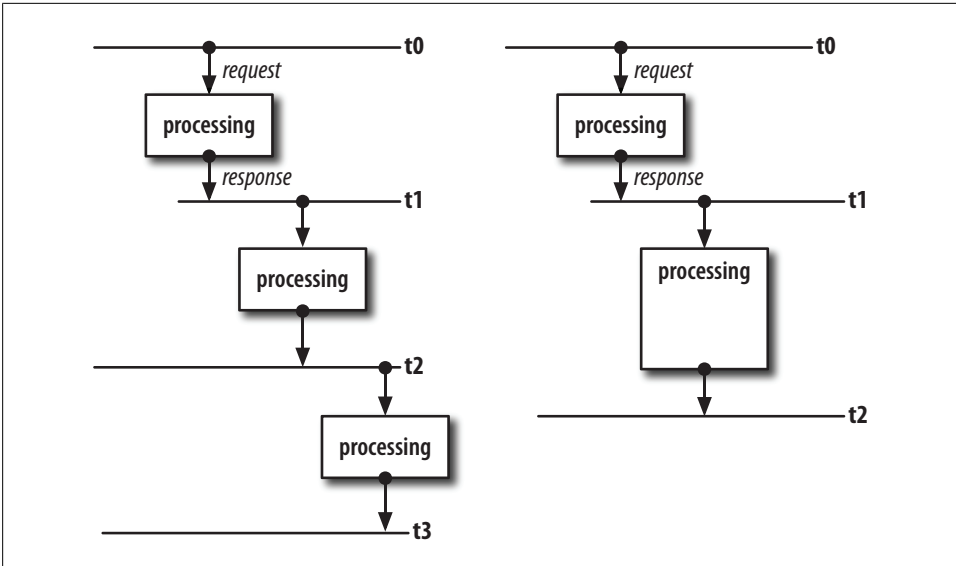 t0
request
processing
response
t1
processing
t2
processing
t3
t0
request
processing
response
t1
processing
t2